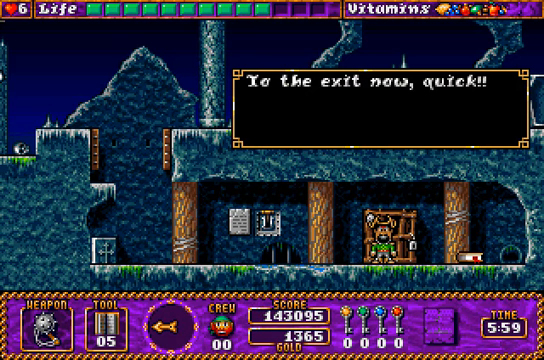 6 Life Vitamins
To the exit now, quick!!
WEAPON TOOL CREW SCORE TIME
143095
05 00 1365 0 0 0 0 5:59
GOLD